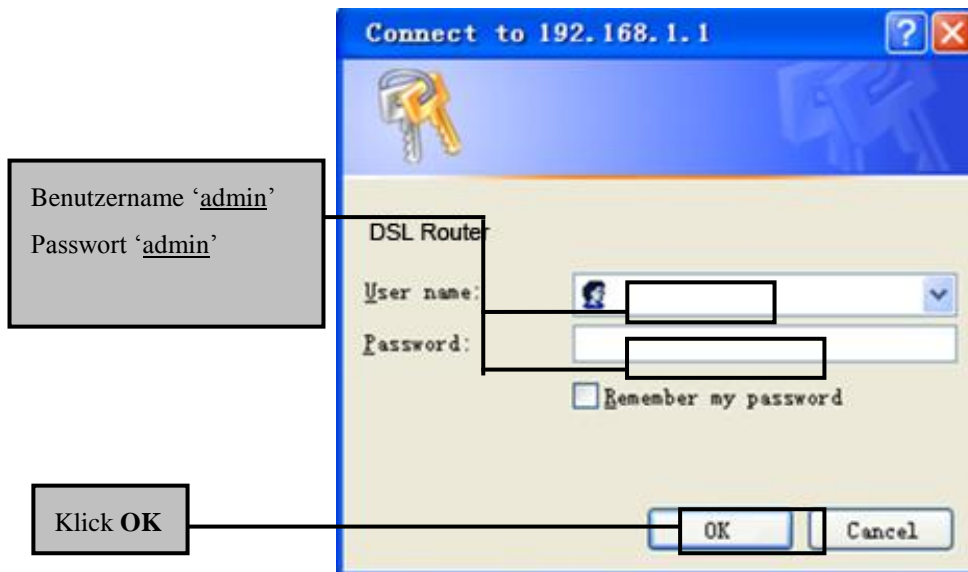 Connect to 192.168.1.1
Benutzername ‘admin’
Passwort ‘admin’
DSL Router
User name:
Password:
Remember my password
Klick OK
OK
Cancel